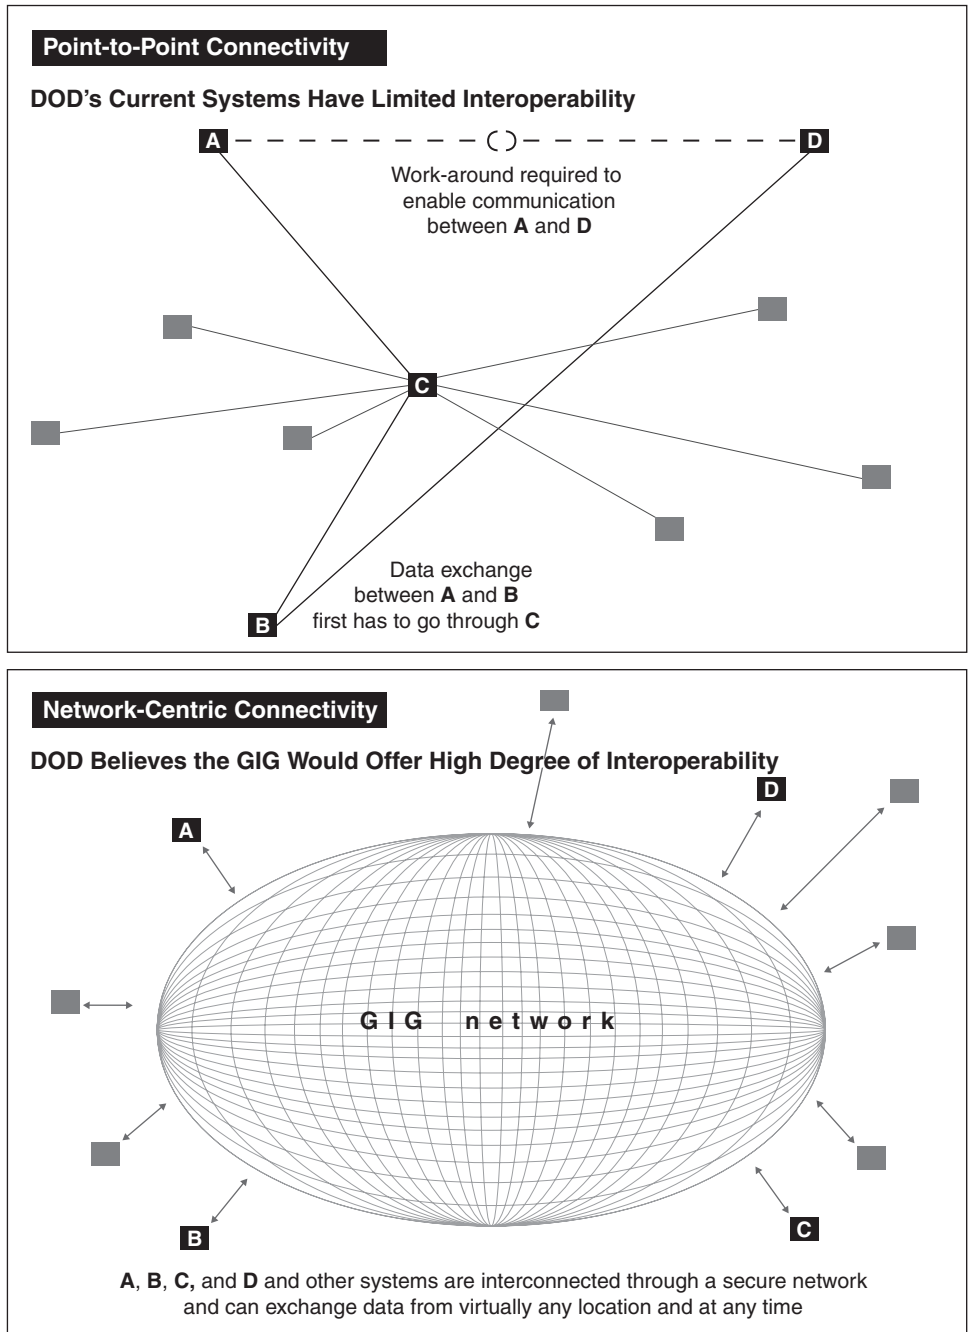 Point-to-Point Connectivity
DOD's Current Systems Have Limited Interoperability
A
D
Work-around required to
enable communication
between A and D
C
Data exchange
between A and B
first has to go through C
B
Network-Centric Connectivity
DOD Believes the GIG Would Offer High Degree of Interoperability
D
A
GIG network
B
C
A, B, C, and D and other systems are interconnected through a secure network
and can exchange data from virtually any location and at any time